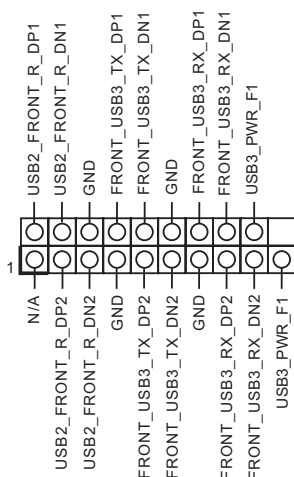 USB2_FRONT_R_DP1
USB2_FRONT_R_DN1
GND
FRONT_USB3_TX_DP1
FRONT_USB3_TX_DN1
GND
FRONT_USB3_RX_DP1
FRONT_USB3_RX_DN1
USB3_PWR_F1
1
N/A
USB2_FRONT_R_DP2
USB2_FRONT_R_DN2
GND
FRONT_USB3_TX_DP2
FRONT_USB3_TX_DN2
GND
FRONT_USB3_RX_DP2
FRONT_USB3_RX_DN2
USB3_PWR_F1